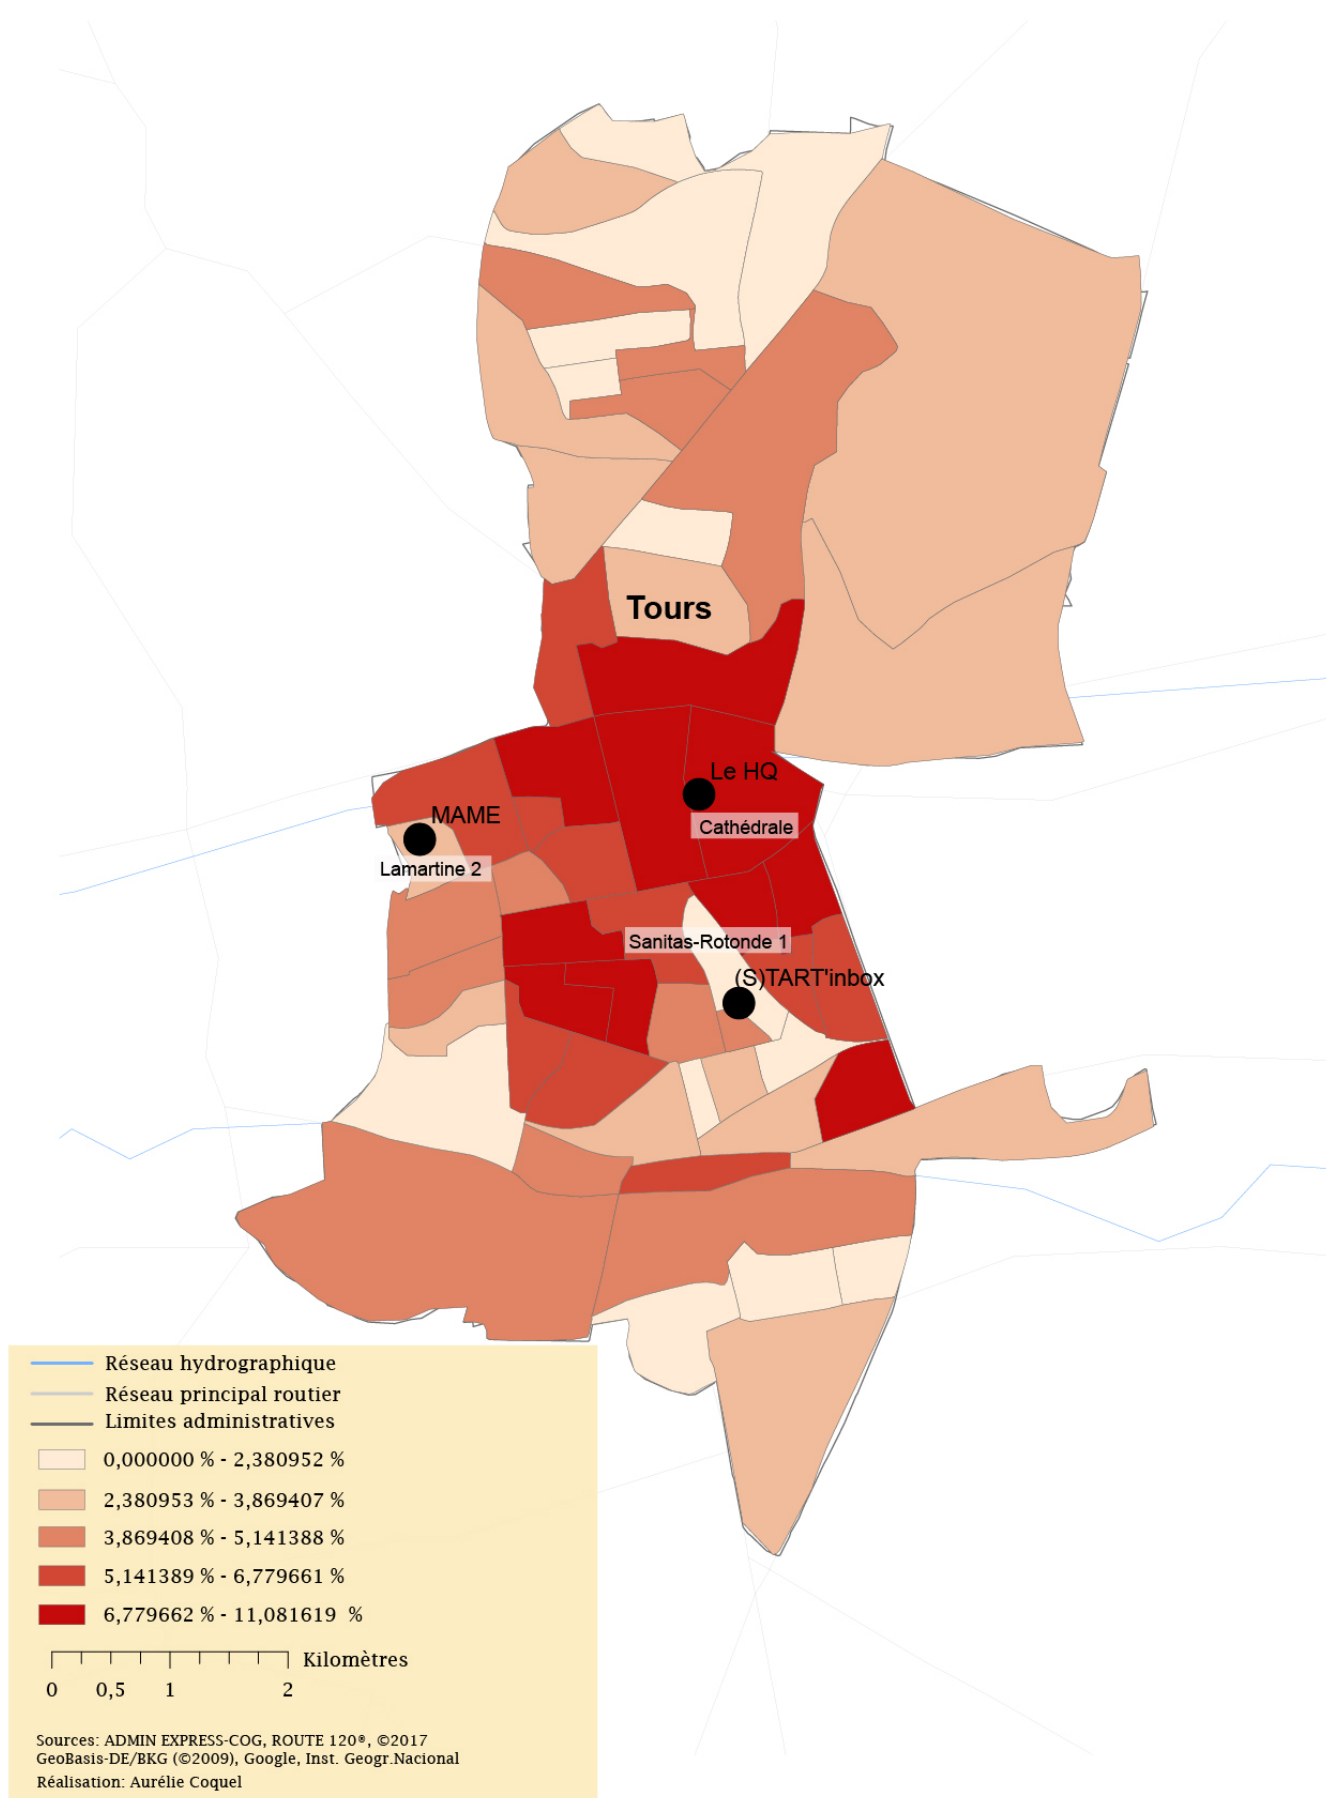 Tours
Le HQ
MAME
Cathédrale
Lamartine 2
Sanitas-Rotonde 1
(S)TART'inbox
Réseau hydrographique
Réseau principal routier
Limites administratives
0,000000 % - 2,380952 %
2,380953 % - 3,869407 %
3,869408 % - 5,141388 %
5,141389 % - 6,779661 %
6,779662 % - 11,081619 %
Kilomètres
0 0,5 1 2
Sources: ADMIN EXPRESS-COG, ROUTE 120®, ©2017
GeoBasis-DE/BKG (©2009), Google, Inst. Geogr.Nacional
Réalisation: Aurélie Coquel